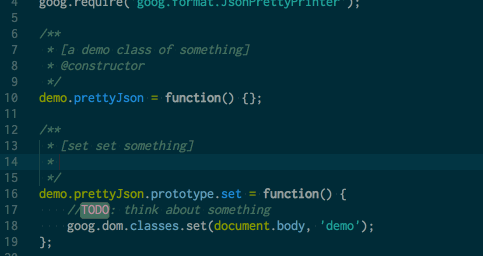 4 goog.require('goog.format.JsonPrettyPrinter');
5
6 /**
7 * [a demo class of something]
8 * @constructor
9 */
10 demo.prettyJson = function() {};
11
12 /**
13 * [set set something]
14 *
15 */
16 demo.prettyJson.prototype.set = function() {
17 //TODO: think about something
18 goog.dom.classes.set(document.body, 'demo');
19 };